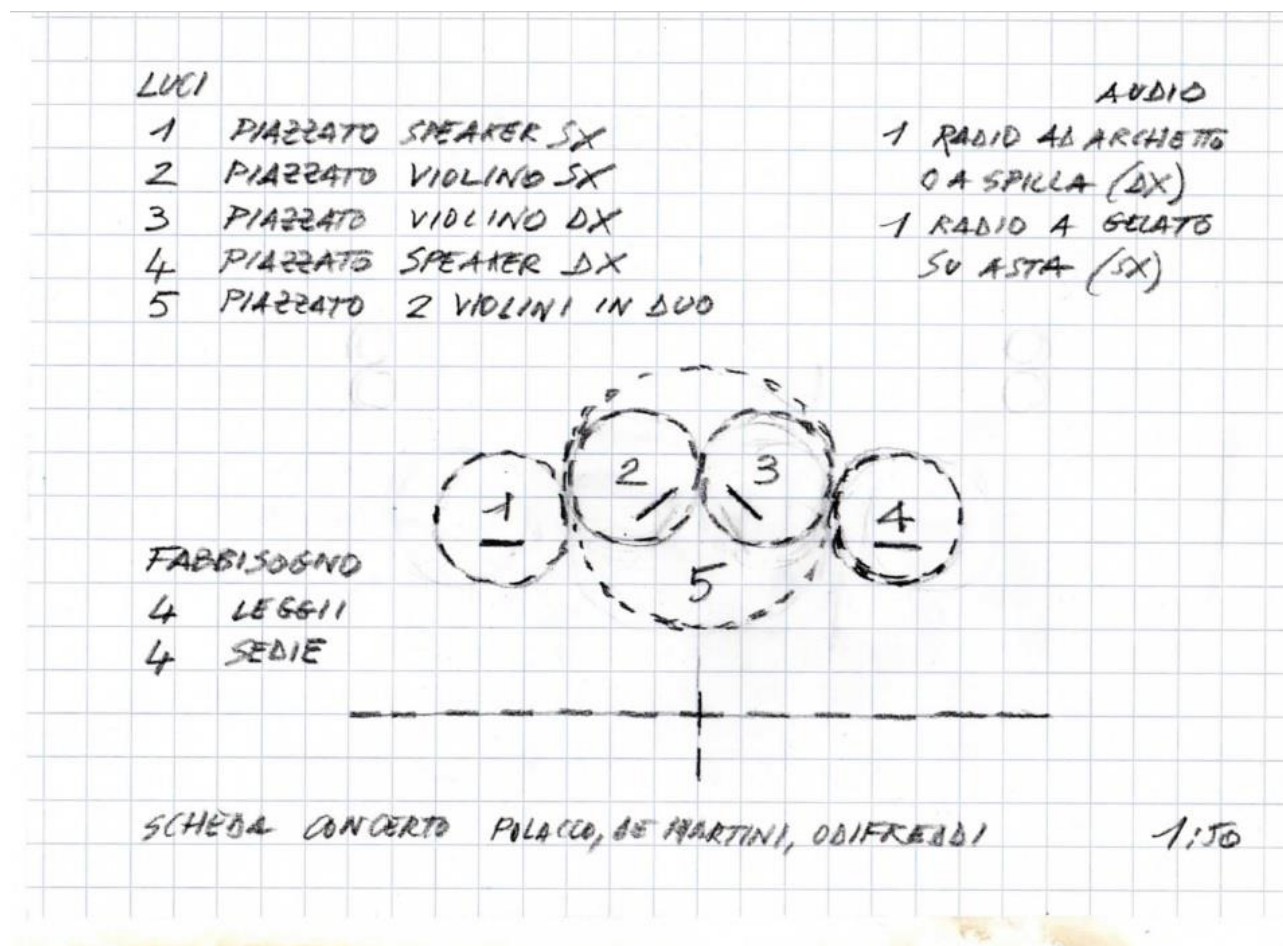 LUCI
1 PIAZZATO SPEAKER SX
2 PIAZZATO VIOLINO SX
3 PIAZZATO VIOLINO DX
4 PIAZZATO SPEAKER DX
5 PIAZZATO 2 VIOLINI IN DUO
AUDIO
1 RADIO AD ARCHETTO
O A SPILLA (DX)
1 RADIO A GELATO
SU ASTA (SX)
1
2
3
4
5
FABBISOGNO
4 LEGGII
4 SEDIE
SCHEDA CONCERTO POLACCO, DE MARTINI, ODIFREDDI
1:50